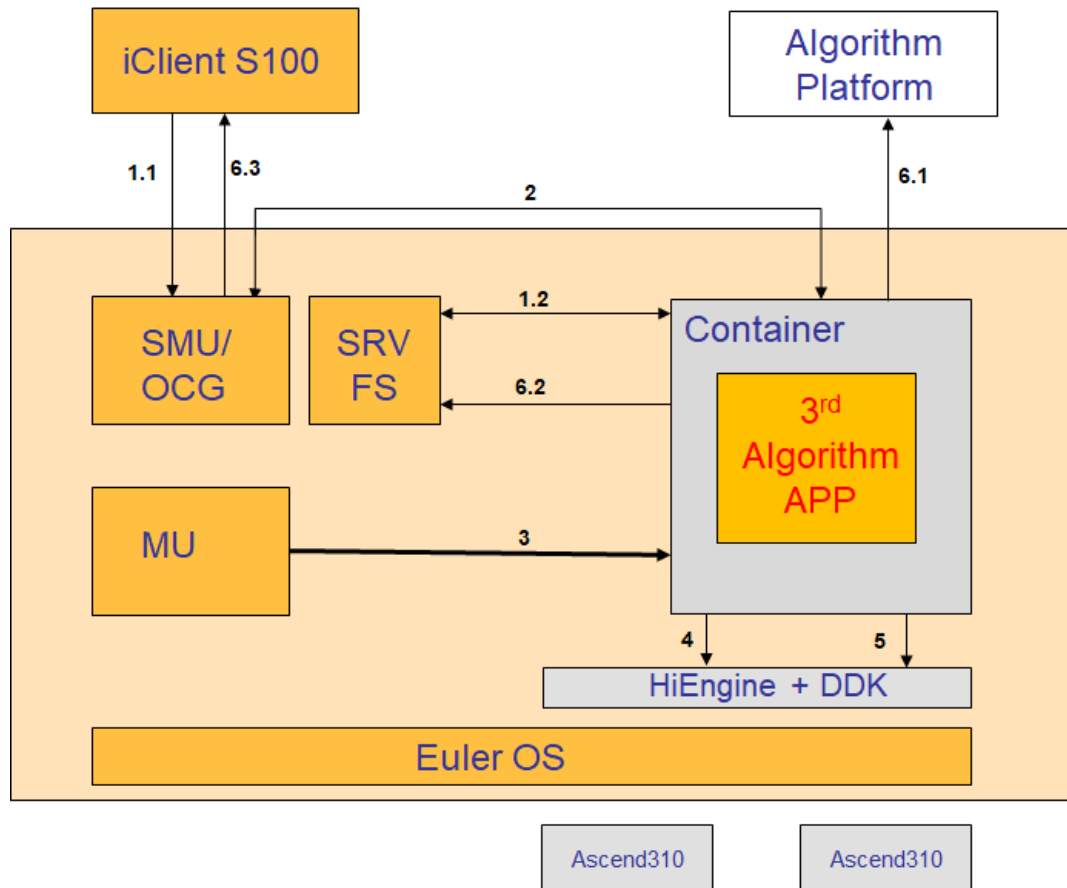 iClient S100
Algorithm
Platform
1.1
6.3
6.1
2
SMU/
OCG
SRV
FS
1.2
6.2
Container
3rd
Algorithm
APP
MU
3
4
5
HiEngine + DDK
Euler OS
Ascend310
Ascend310